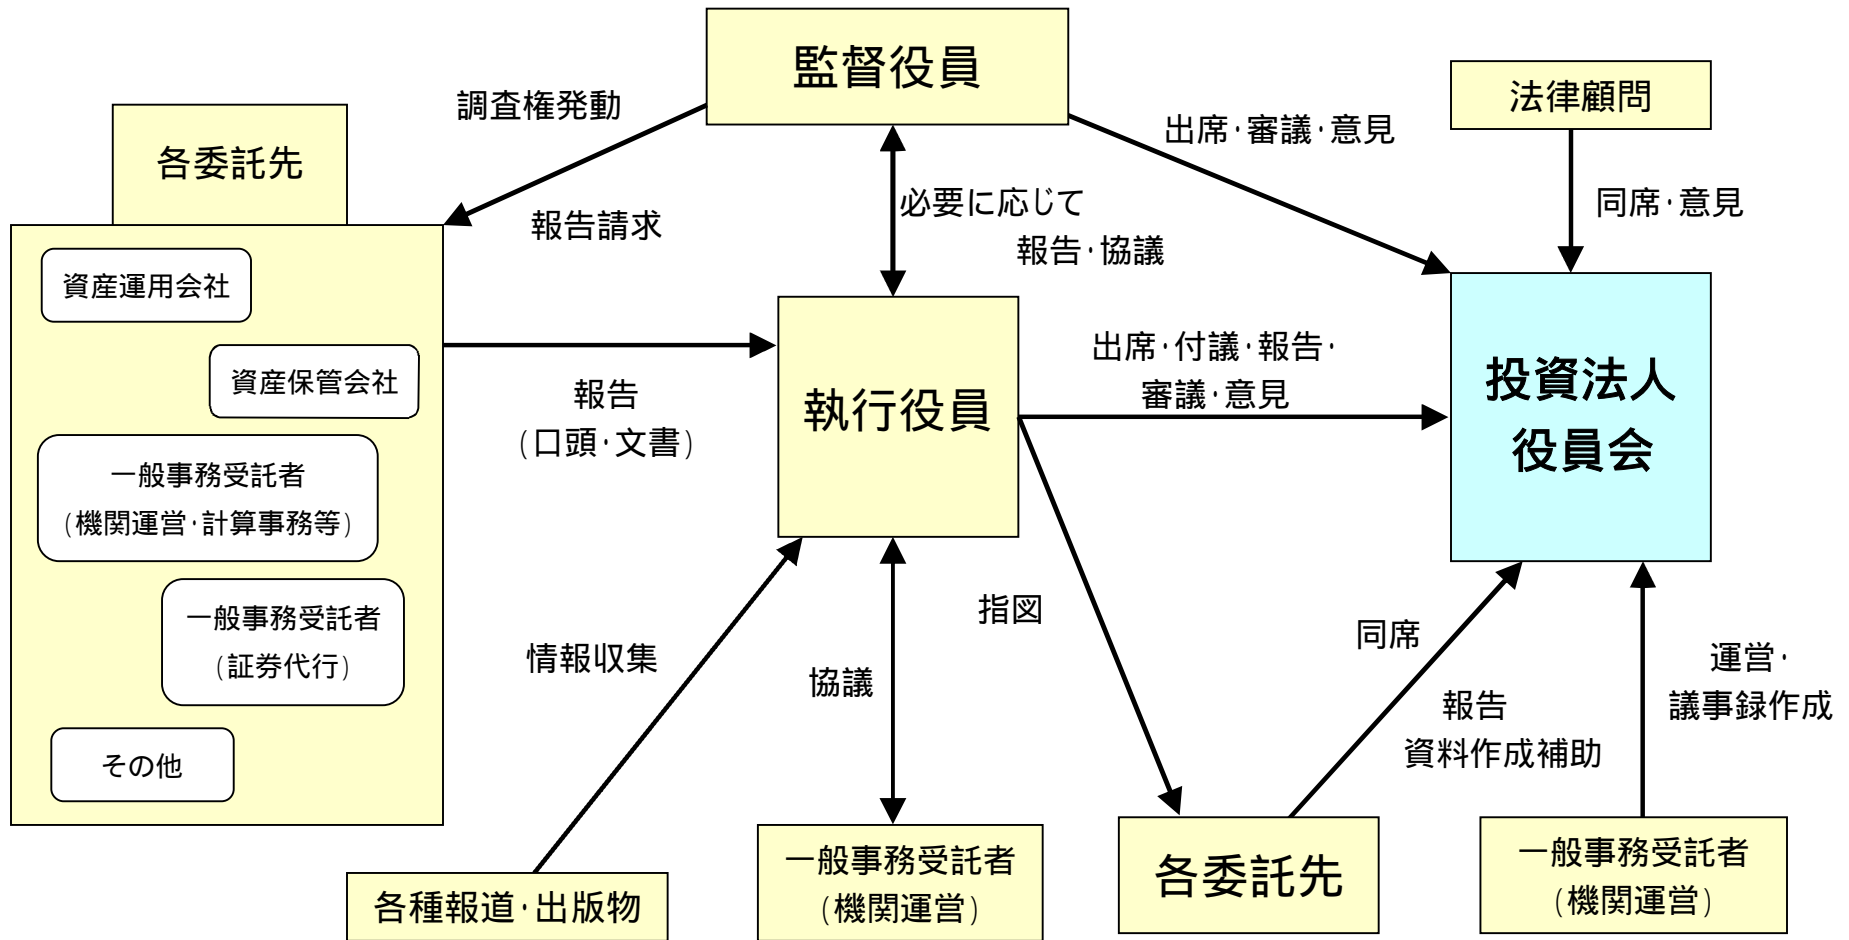 監督役員
法律顧問
調査権発動
出席・審議・意見
各委託先
必要に応じて
報告・協議
同席・意見
報告請求
資産運用会社
資産保管会社
一般事務受託者
(機関運営・計算事務等)
一般事務受託者
(証券代行)
その他
報告
(口頭・文書)
執行役員
出席・付議・報告・
審議・意見
投資法人
役員会
情報収集
協議
指図
同席
報告
資料作成補助
運営・
議事録作成
各種報道・出版物
一般事務受託者
(機関運営)
各委託先
一般事務受託者
(機関運営)